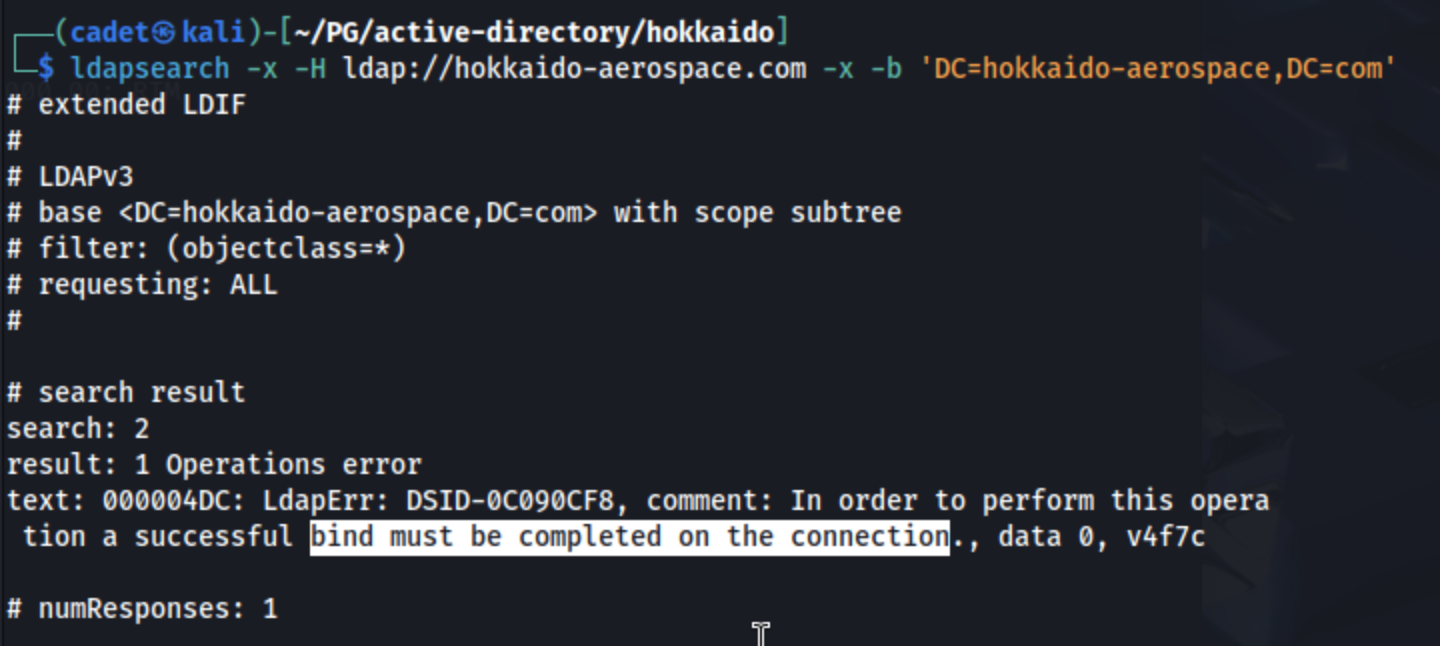 ┌──(cadet㉿kali)-[~/PG/active-directory/hokkaido]
└─$ ldapsearch -x -H ldap://hokkaido-aerospace.com -x -b 'DC=hokkaido-aerospace,DC=com'
# extended LDIF
#
# LDAPv3
# base <DC=hokkaido-aerospace,DC=com> with scope subtree
# filter: (objectclass=*)
# requesting: ALL
#
# search result
search: 2
result: 1 Operations error
text: 000004DC: LdapErr: DSID-0C090CF8, comment: In order to perform this opera
 tion a successful bind must be completed on the connection., data 0, v4f7c
# numResponses: 1